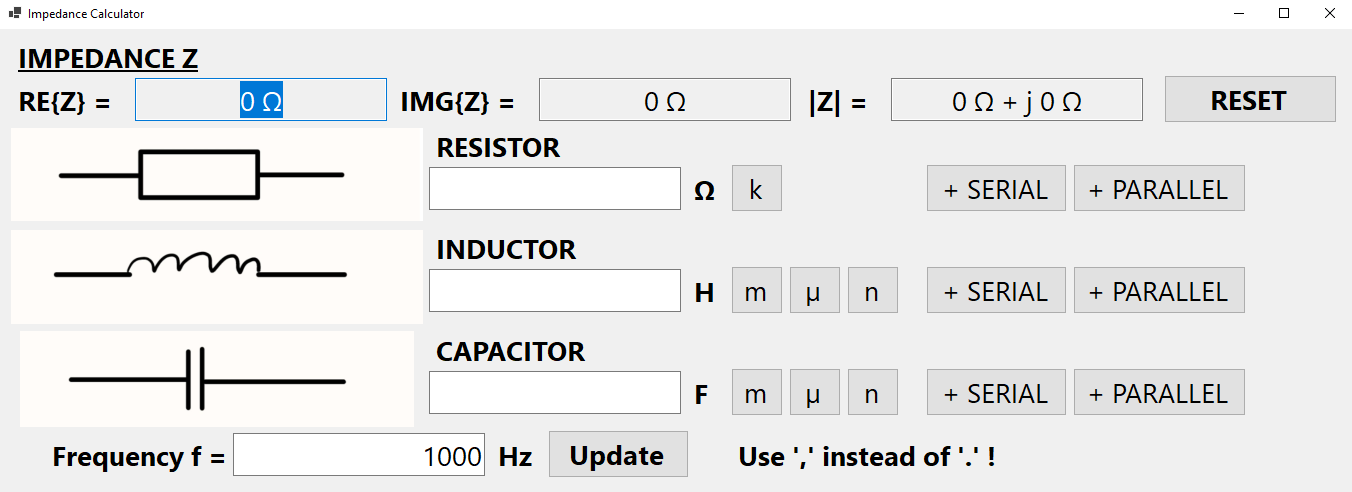 Impedance Calculator
IMPEDANCE Z
RE{Z} = 0 Ω IMG{Z} = 0 Ω |Z| = 0 Ω + j 0 Ω RESET
RESISTOR
Ω k + SERIAL + PARALLEL
INDUCTOR
H m μ n + SERIAL + PARALLEL
CAPACITOR
F m μ n + SERIAL + PARALLEL
Frequency f = 1000 Hz Update Use ',' instead of '.' !